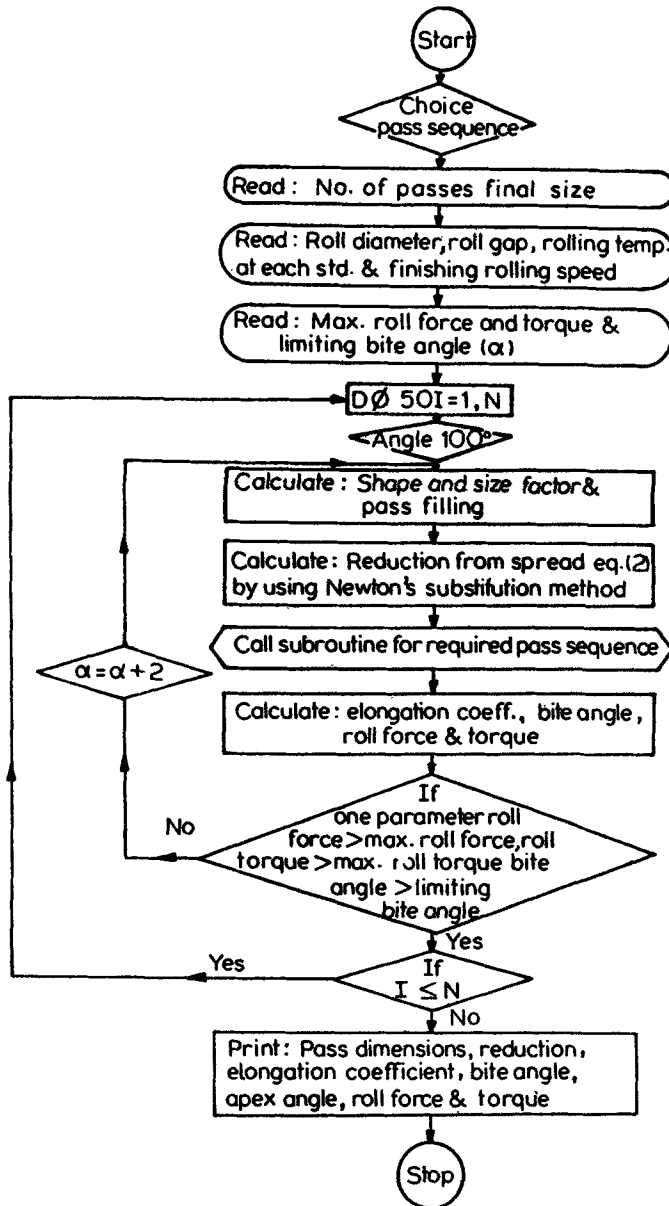 Start
Choice
pass sequence
Read : No. of passes final size
Read : Roll diameter, roll gap, rolling temp.
at each std. & finishing rolling speed
Read : Max. roll force and torque &
limiting bite angle (α)
DØ 50I=1, N
Angle 100°
Calculate : Shape and size factor &
pass filling
Calculate: Reduction from spread eq.(2)
by using Newton's substitution method
Call subroutine for required pass sequence
α=α+2
Calculate: elongation coeff., bite angle,
roll force & torque
If
one parameter roll
force>max. roll force, roll
torque>max. roll torque bite
angle >limiting
bite angle
No
Yes
If
I ≤ N
Yes
No
Print: Pass dimensions, reduction,
elongation coefficient, bite angle,
apex angle, roll force & torque
Stop